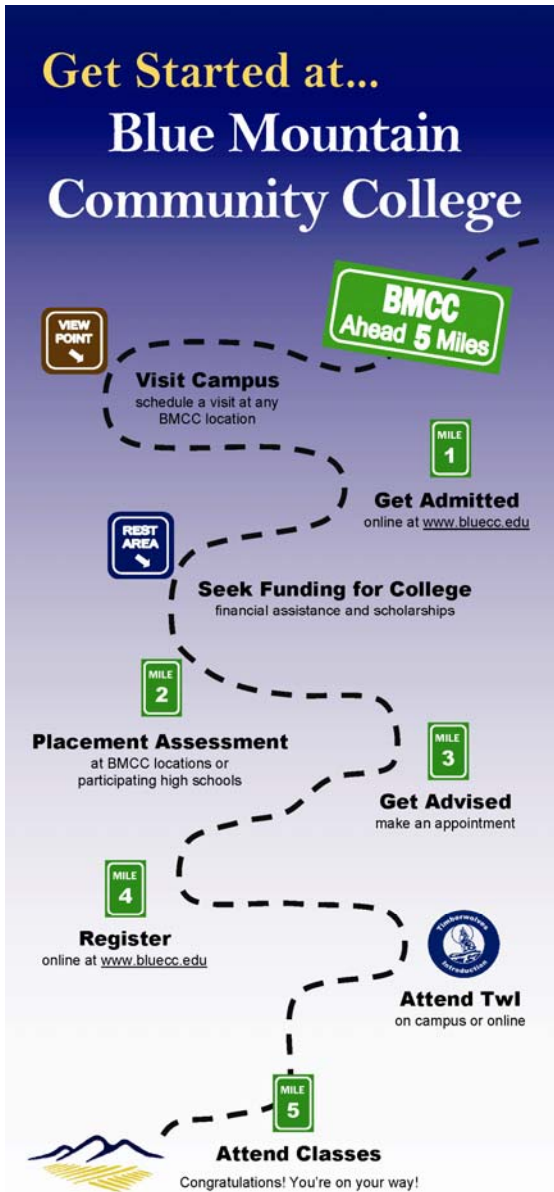 Get Started at...
Blue Mountain
Community College
BMCC
Ahead 5 Miles
VIEW
POINT
Visit Campus
schedule a visit at any
BMCC location
MILE
1
Get Admitted
online at www.bluecc.edu
REST
AREA
Seek Funding for College
financial assistance and scholarships
MILE
2
Placement Assessment
at BMCC locations or
participating high schools
MILE
3
Get Advised
make an appointment
MILE
4
Register
online at www.bluecc.edu
Timberwolves
Introduction
Attend TwI
on campus or online
MILE
5
Attend Classes
Congratulations! You're on your way!